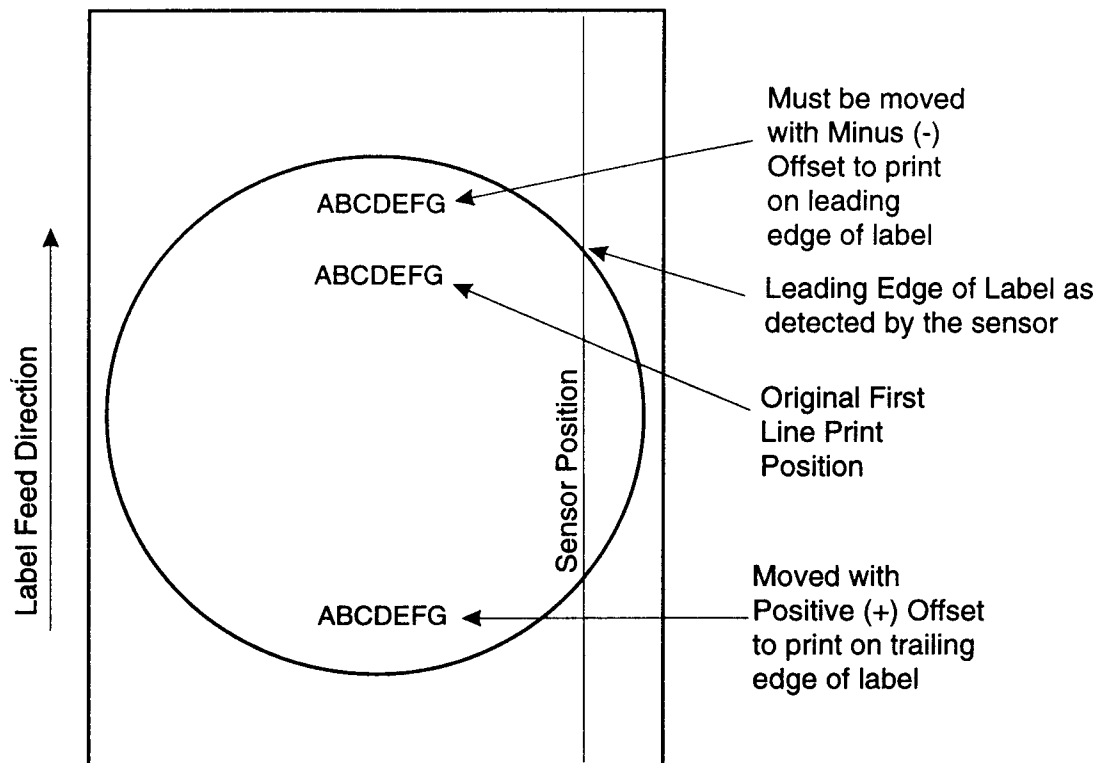 Must be moved
with Minus (-)
Offset to print
on leading
edge of label
ABCDEFG
ABCDEFG
Leading Edge of Label as
detected by the sensor
Label Feed Direction
Sensor Position
Original First
Line Print
Position
ABCDEFG
Moved with
Positive (+) Offset
to print on trailing
edge of label